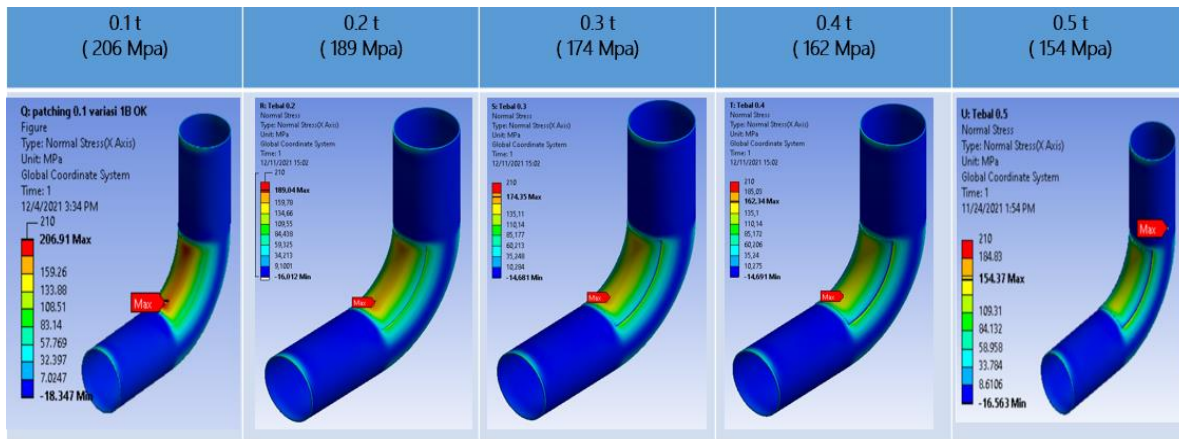 0.1 t
( 206 Mpa)
0.2 t
( 189 Mpa)
0.3 t
(174 Mpa)
0.4 t
(162 Mpa)
0.5 t
(154 Mpa)
Q: patching 0.1 variasi 1B OK
Figure
Type: Normal Stress(X Axis)
Unit: MPa
Global Coordinate System
Time: 1
12/4/2021 3:34 PM
210
206.91 Max
159.26
133.88
108.51
83.14
57.769
32.397
7.0247
-18.347 Min
Max
R: Tebal 0.2
Normal Stress
Type: Normal Stress(X Axis)
Unit: MPa
Global Coordinate System
Time: 1
12/11/2021 15:02
210
189,04 Max
159,78
134,66
109,55
84,438
59,325
34,213
9,1001
-16,012 Min
Max
S: Tebal 0.3
Normal Stress
Type: Normal Stress(X Axis)
Unit: MPa
Global Coordinate System
Time: 1
12/11/2021 15:02
210
174,35 Max
135,11
110,14
85,177
60,213
35,248
10,284
-14,681 Min
Max
T: Tebal 0.4
Normal Stress
Type: Normal Stress(X Axis)
Unit: MPa
Global Coordinate System
Time: 1
12/11/2021 15:02
210
185,03
162,34 Max
135,1
110,14
85,172
60,206
35,24
10,275
-14,691 Min
Max
U: Tebal 0.5
Normal Stress
Type: Normal Stress(X Axis)
Unit: MPa
Global Coordinate System
Time: 1
11/24/2021 1:54 PM
210
184.83
154.37 Max
109.31
84.132
58.958
33.784
8.6106
-16.563 Min
Max